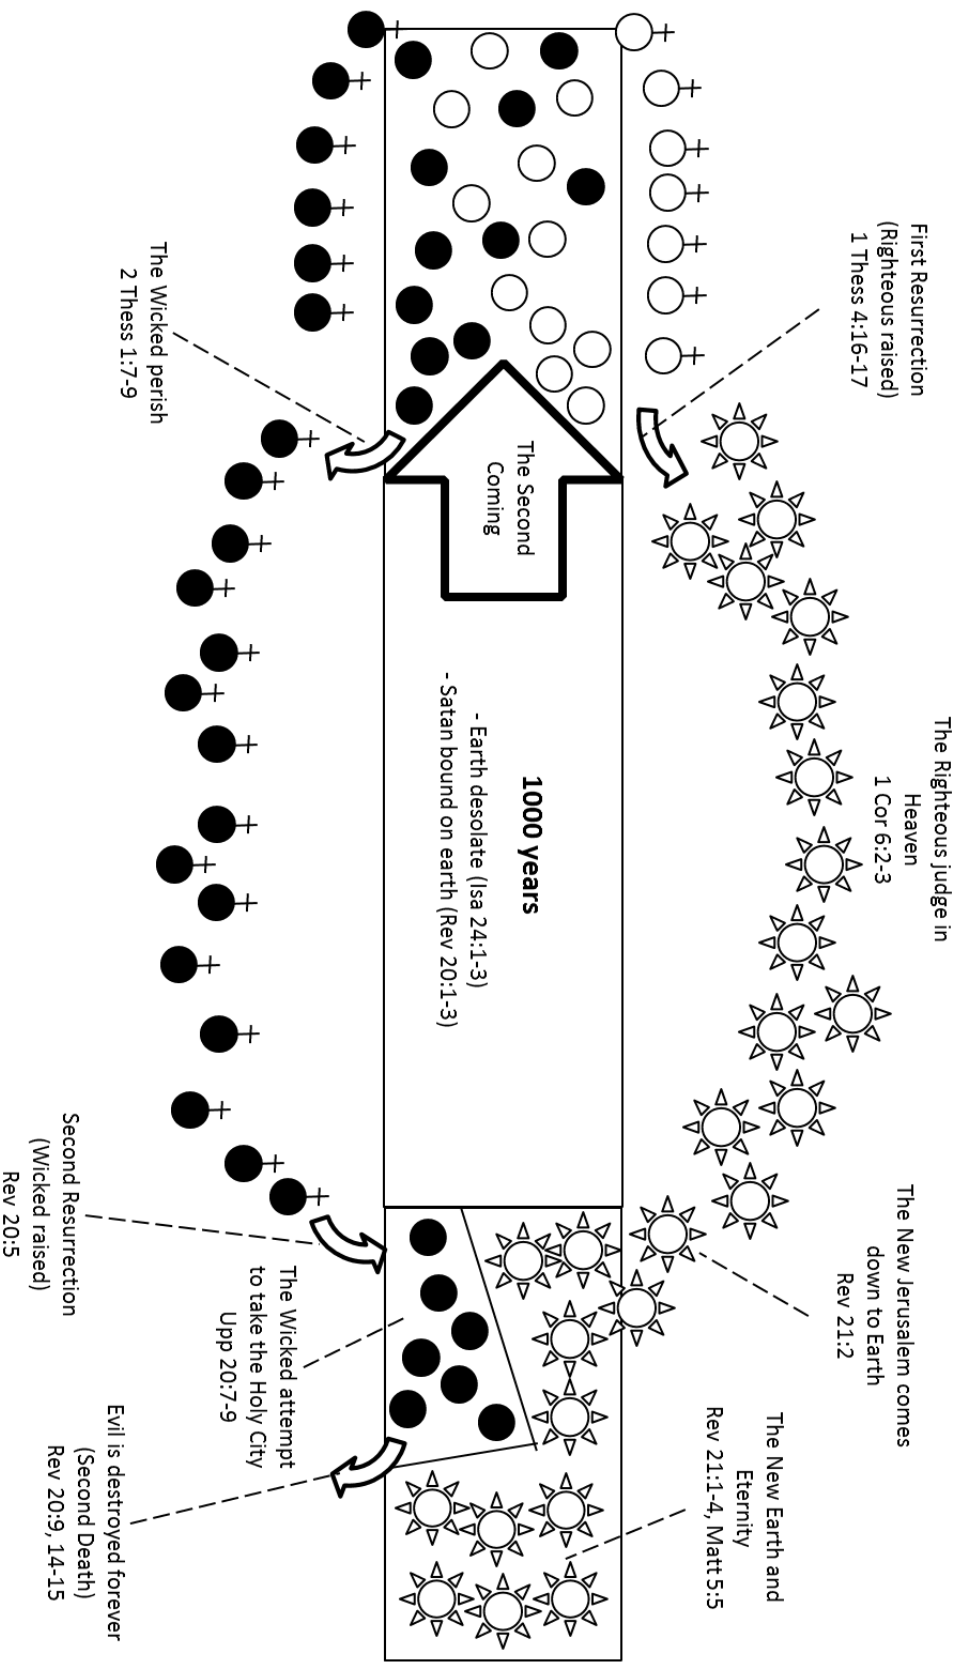 First Resurrection
(Righteous raised)
1 Thess 4:16-17
The Righteous judge in
Heaven
1 Cor 6:2-3
The New Jerusalem comes
down to Earth
Rev 21:2
The New Earth and
Eternity
Rev 21:1-4, Matt 5:5
The Second
Coming
1000 years
- Earth desolate (Isa 24:1-3)
- Satan bound on earth (Rev 20:1-3)
The Wicked perish
2 Thess 1:7-9
Second Resurrection
(Wicked raised)
Rev 20:5
The Wicked attempt
to take the Holy City
Upp 20:7-9
Evil is destroyed forever
(Second Death)
Rev 20:9, 14-15